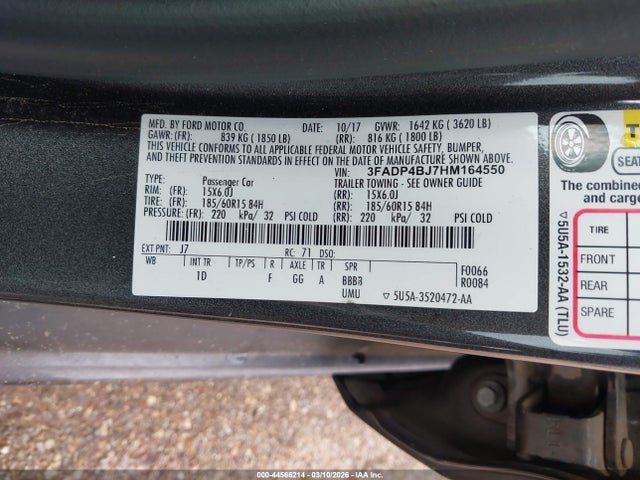 MFD. BY FORD MOTOR CO. DATE: 10/17 GVWR: 1642 KG ( 3620 LB)
GAWR: (FR): 839 KG ( 1850 LB) (RR): 816 KG ( 1800 LB)
THIS VEHICLE CONFORMS TO ALL APPLICABLE FEDERAL MOTOR VEHICLE SAFETY, BUMPER,
AND THEFT PREVENTION STANDARDS IN EFFECT ON THE DATE OF MANUFACTURE SHOWN ABOVE.
VIN: 3FADP4BJ7HM164550
TYPE: Passenger Car TRAILER TOWING - SEE OWNER GUIDE
RIM: (FR): 15X6.0J (RR): 15X6.0J
TIRE: (FR): 185/60R15 84H (RR): 185/60R15 84H
PRESSURE: (FR): 220 kPa/ 32 PSI COLD (RR): 220 kPa/ 32 PSI COLD
EXT PNT: J7 RC: 71 DSO:
WB INT TR TP/PS R AXLE TR SPR F0066
1D F GG A BBBB R0084
UMU ▽ 5U5A-3520472-AA
SEAT
The combined
and cargo
TIRE
FRONT
REAR
SPARE
▽5U5A-1532-AA (TLU)
000-44566214 - 03/10/2026 - IAAI.COM